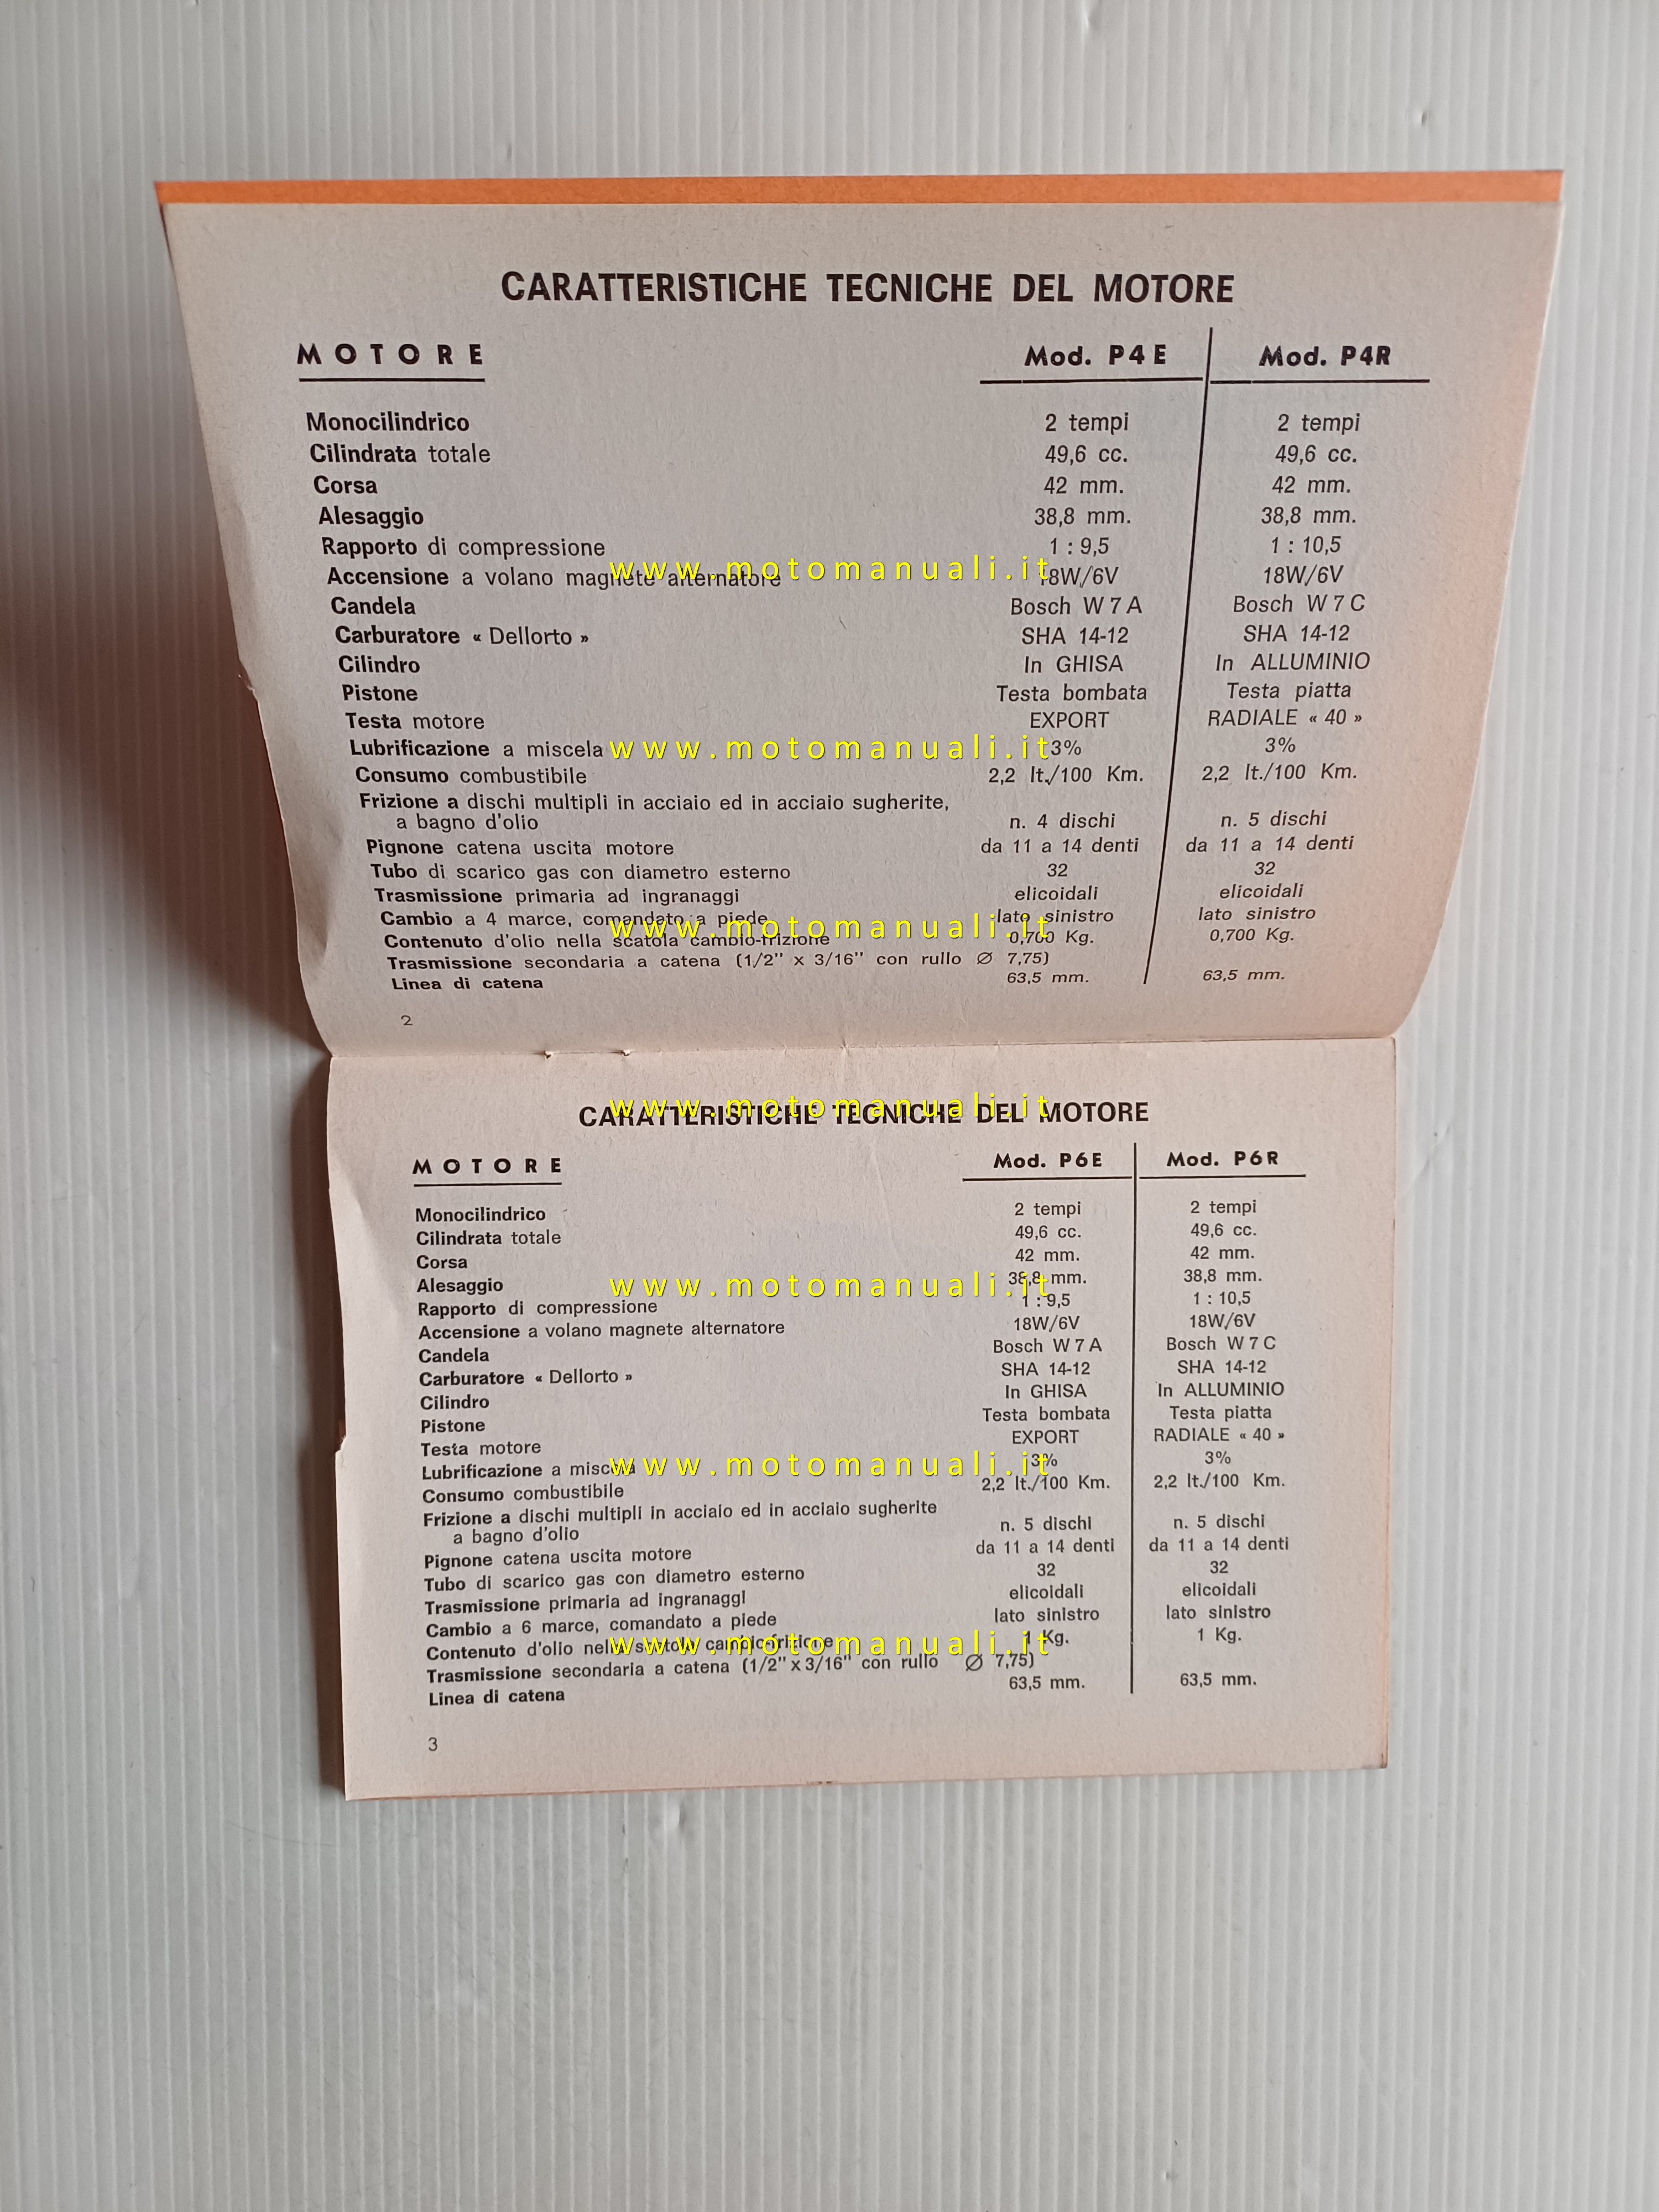 CARATTERISTICHE TECNICHE DEL MOTORE
MOTORE Mod. P4E Mod. P4R
Monocilindrico 2 tempi 2 tempi
Cilindrata totale 49,6 cc. 49,6 cc.
Corsa 42 mm. 42 mm.
Alesaggio 38,8 mm. 38,8 mm.
Rapporto di compressione 1 : 9,5 1 : 10,5
www.motomanuali.it
Accensione a volano magnete alternatore 18W/6V 18W/6V
Candela Bosch W 7 A Bosch W 7 C
Carburatore « Dellorto » SHA 14-12 SHA 14-12
Cilindro In GHISA In ALLUMINIO
Pistone Testa bombata Testa piatta
Testa motore EXPORT RADIALE « 40 »
Lubrificazione a miscela 3% 3%
www.motomanuali.it
Consumo combustibile 2,2 lt./100 Km. 2,2 lt./100 Km.
Frizione a dischi multipli in acciaio ed in acciaio sugherite,
a bagno d'olio n. 4 dischi n. 5 dischi
Pignone catena uscita motore da 11 a 14 denti da 11 a 14 denti
Tubo di scarico gas con diametro esterno 32 32
Trasmissione primaria ad ingranaggi elicoidali elicoidali
Cambio a 4 marce, comandato a piede lato sinistro lato sinistro
www.motomanuali.it
Contenuto d'olio nella scatola cambio-frizione 0,700 Kg. 0,700 Kg.
Trasmissione secondaria a catena (1/2" x 3/16" con rullo Ø 7,75)
Linea di catena 63,5 mm. 63,5 mm.
2
www.motomanuali.it
CARATTERISTICHE TECNICHE DEL MOTORE
MOTORE Mod. P6E Mod. P6R
Monocilindrico 2 tempi 2 tempi
Cilindrata totale 49,6 cc. 49,6 cc.
Corsa 42 mm. 42 mm.
Alesaggio 38,8 mm. 38,8 mm.
www.motomanuali.it
Rapporto di compressione 1 : 9,5 1 : 10,5
Accensione a volano magnete alternatore 18W/6V 18W/6V
Candela Bosch W 7 A Bosch W 7 C
Carburatore « Dellorto » SHA 14-12 SHA 14-12
Cilindro In GHISA In ALLUMINIO
Pistone Testa bombata Testa piatta
Testa motore EXPORT RADIALE « 40 »
Lubrificazione a miscela 3% 3%
www.motomanuali.it
Consumo combustibile 2,2 lt./100 Km. 2,2 lt./100 Km.
Frizione a dischi multipli in acciaio ed in acciaio sugherite
a bagno d'olio n. 5 dischi n. 5 dischi
Pignone catena uscita motore da 11 a 14 denti da 11 a 14 denti
Tubo di scarico gas con diametro esterno 32 32
Trasmissione primaria ad ingranaggi elicoidali elicoidali
Cambio a 6 marce, comandato a piede lato sinistro lato sinistro
Contenuto d'olio nella scatola cambio-frizione 1 Kg. 1 Kg.
www.motomanuali.it
Trasmissione secondaria a catena (1/2" x 3/16" con rullo Ø 7,75)
Linea di catena 63,5 mm. 63,5 mm.
3